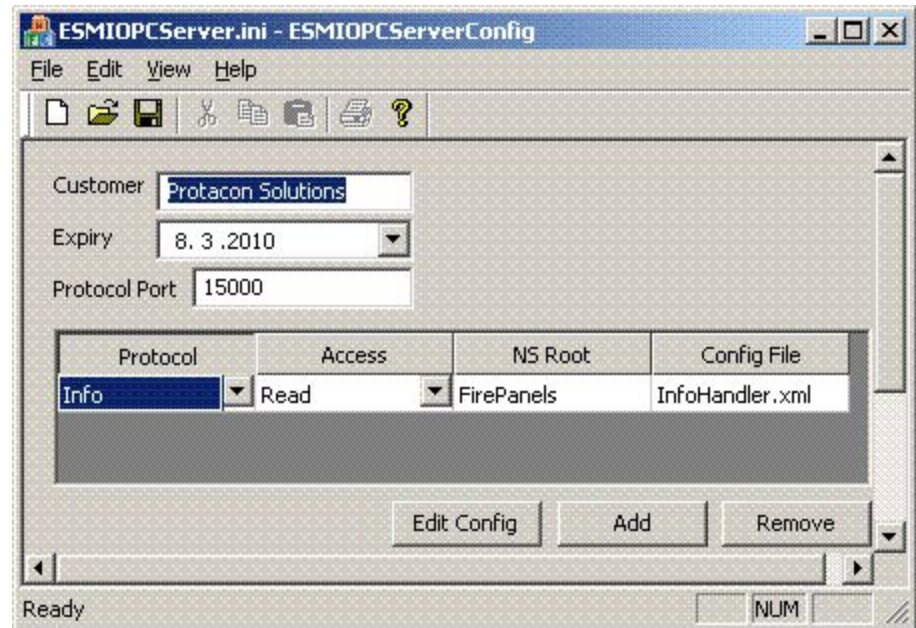 ESMIOPCServer.ini - ESMIOPCServerConfig
File Edit View Help
Customer Protacon Solutions
Expiry 8. 3 .2010
Protocol Port 15000
Protocol Access NS Root Config File
Info Read FirePanels InfoHandler.xml
Edit Config Add Remove
Ready NUM